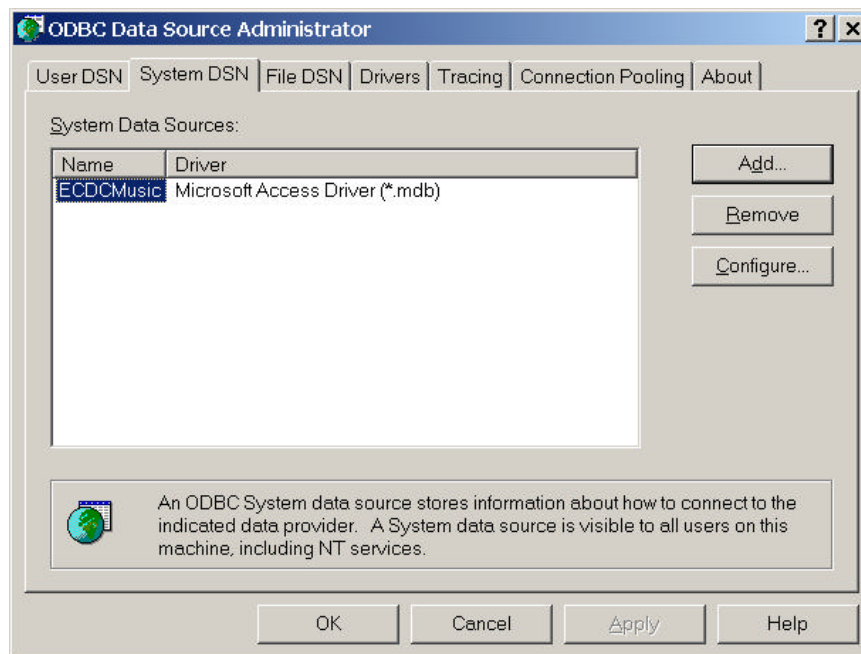 ODBC Data Source Administrator
User DSN System DSN File DSN Drivers Tracing Connection Pooling About
System Data Sources:
Name Driver
ECDCMusic Microsoft Access Driver (*.mdb)
Add...
Remove
Configure...
An ODBC System data source stores information about how to connect to the
indicated data provider. A System data source is visible to all users on this
machine, including NT services.
OK Cancel Apply Help